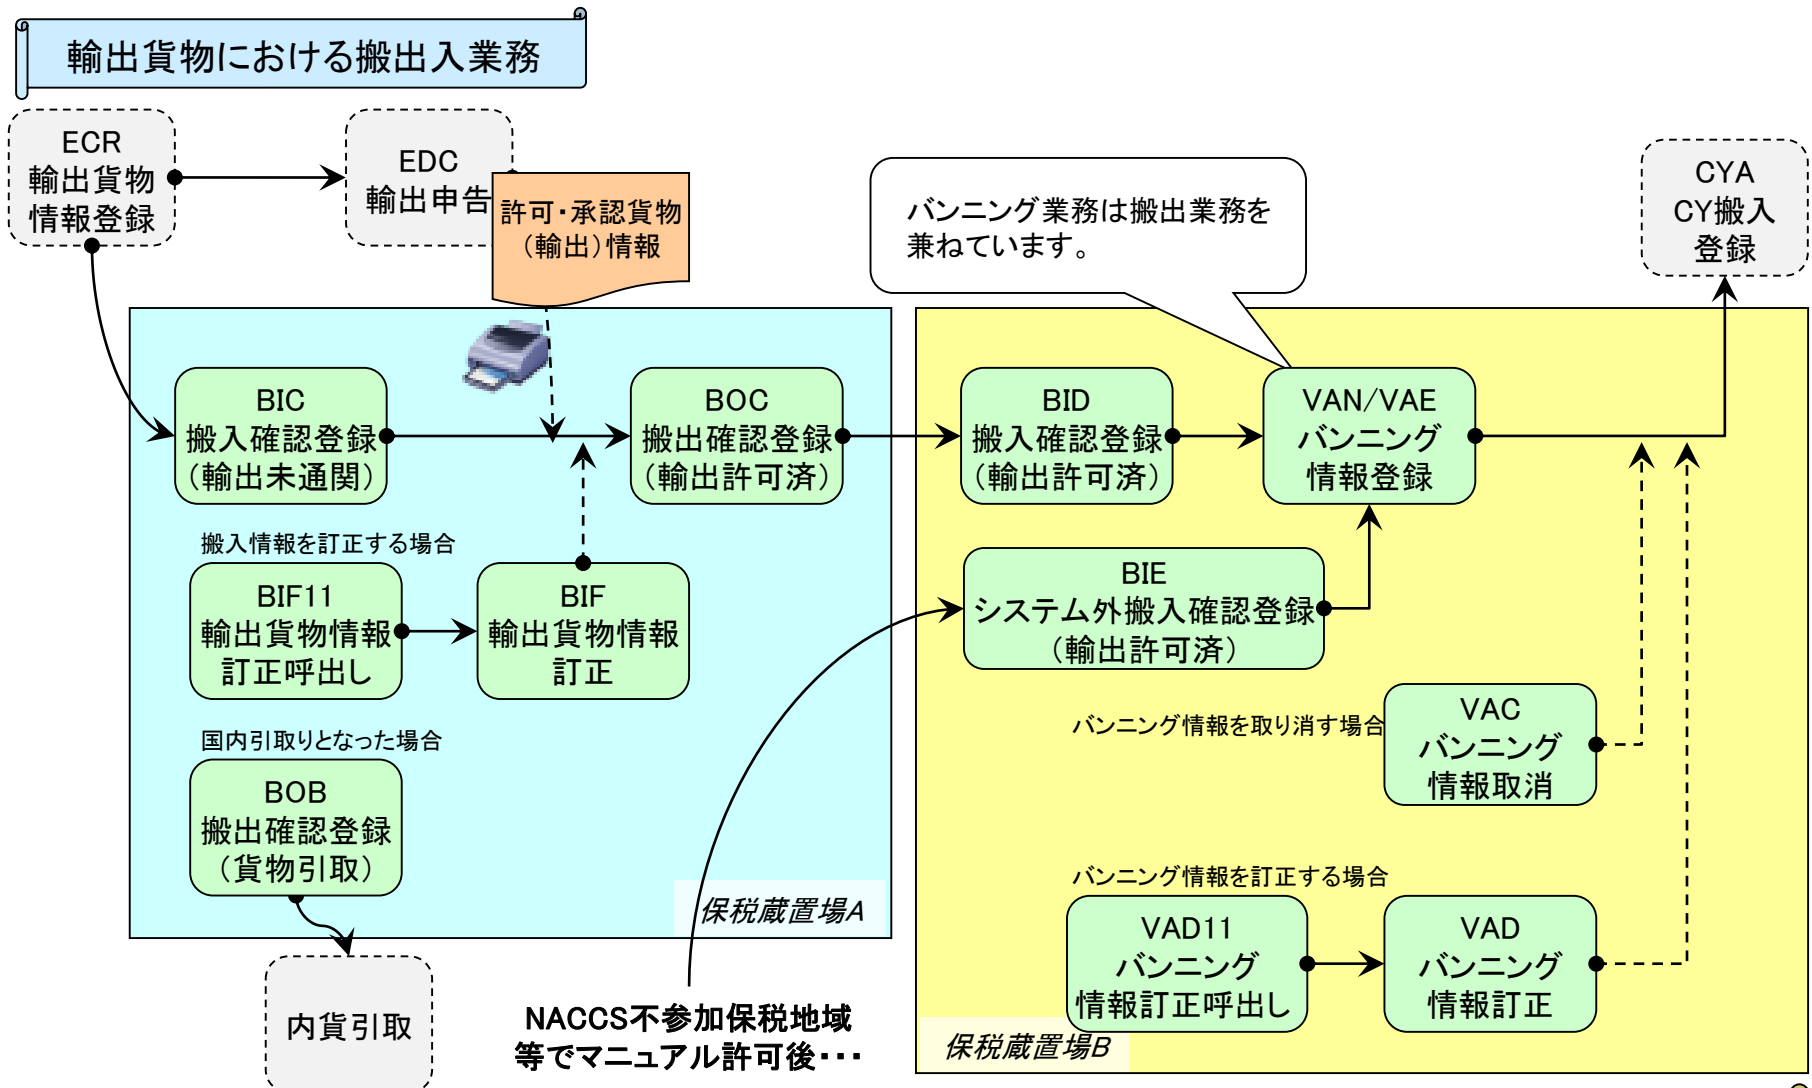 輸出貨物における搬出入業務
ECR
輸出貨物
情報登録
EDC
輸出申告
許可・承認貨物
（輸出）情報
バンニング業務は搬出業務を
兼ねています。
CYA
CY搬入
登録
BIC
搬入確認登録
（輸出未通関）
BOC
搬出確認登録
（輸出許可済）
BID
搬入確認登録
（輸出許可済）
VAN/VAE
バンニング
情報登録
搬入情報を訂正する場合
BIF11
輸出貨物情報
訂正呼出し
BIF
輸出貨物情報
訂正
BIE
システム外搬入確認登録
（輸出許可済）
国内引取りとなった場合
BOB
搬出確認登録
（貨物引取）
バンニング情報を取り消す場合
VAC
バンニング
情報取消
保税蔵置場A
バンニング情報を訂正する場合
VAD11
バンニング
情報訂正呼出し
VAD
バンニング
情報訂正
内貨引取
NACCS不参加保税地域
等でマニュアル許可後・・・
保税蔵置場B